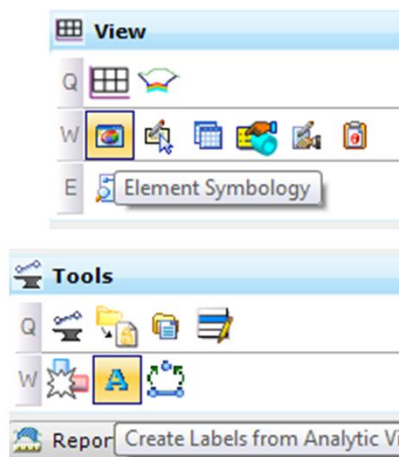 View
Q
W
E Element Symbology
Tools
Q
W A
Repor Create Labels from Analytic Vi